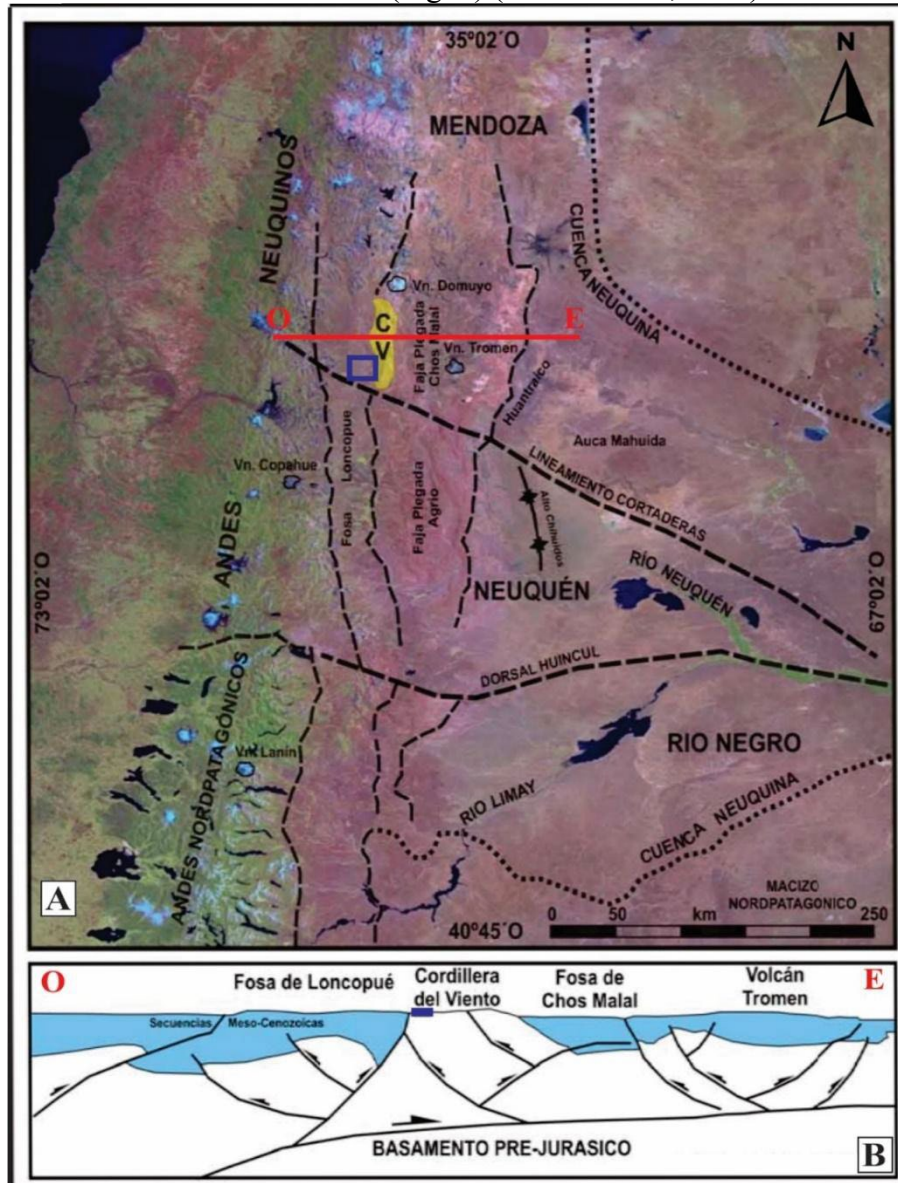 35º02´O
N
MENDOZA
NEUQUINOS
CUENCA NEUQUINA
Vn. Domuyo
O
E
C
V
Faja Plegada
Chos Malal
Vn. Tromen
Huantraico
Auca Mahuida
Loncopue
Fosa
LINEAMIENTO CORTADERAS
Vn. Copahue
Faja Plegada
Agrio
Alto Chihuidos
ANDES
NEUQUÉN
RÍO NEUQUÉN
73º02´O
67º02´O
DORSAL HUINCUL
ANDES NORDPATAGÓNICOS
Vn. Lanín
RIO NEGRO
RIO LIMAY
CUENCA NEUQUINA
MACIZO
NORDPATAGONICO
A
0 50 km 250
40º45´O
O
E
Fosa de Loncopué
Cordillera
del Viento
Fosa de
Chos Malal
Volcán
Tromen
Secuencias Meso-Cenozoicas
BASAMENTO PRE-JURASICO
B